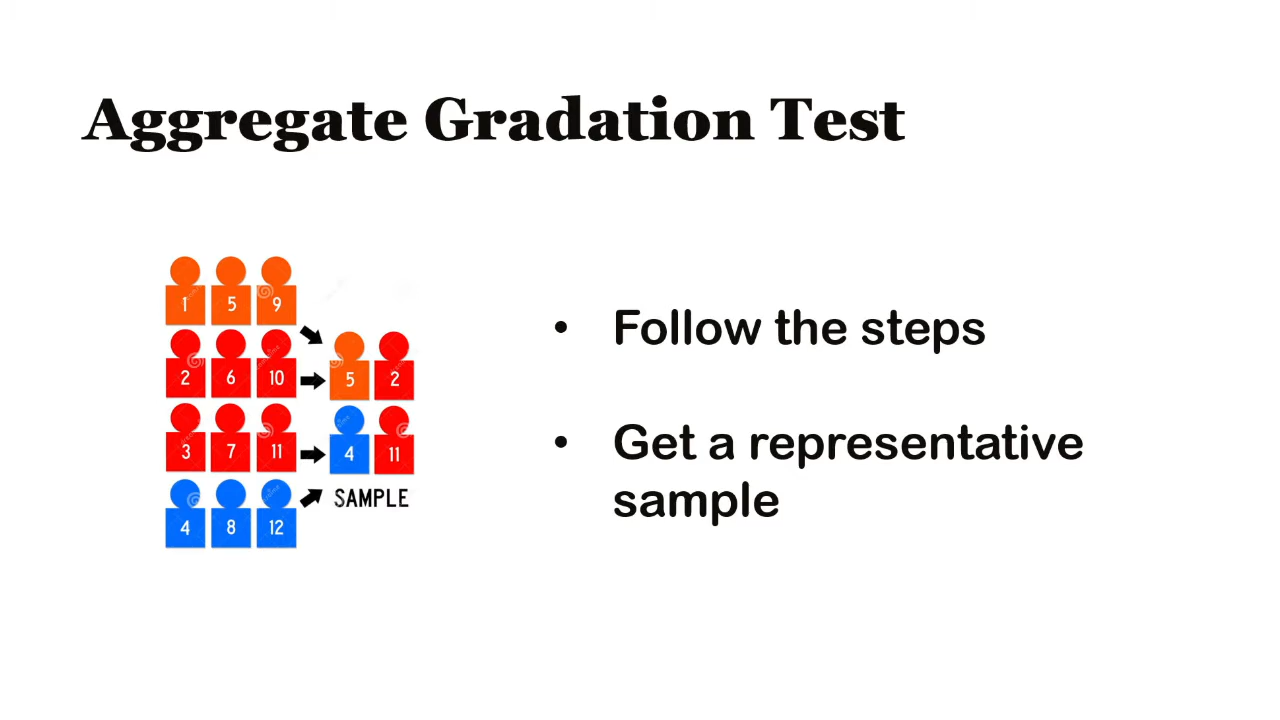 Aggregate Gradation Test
1 5 9
2 6 10
5 2
3 7 11
4 11
4 8 12
SAMPLE
• Follow the steps
• Get a representative
sample